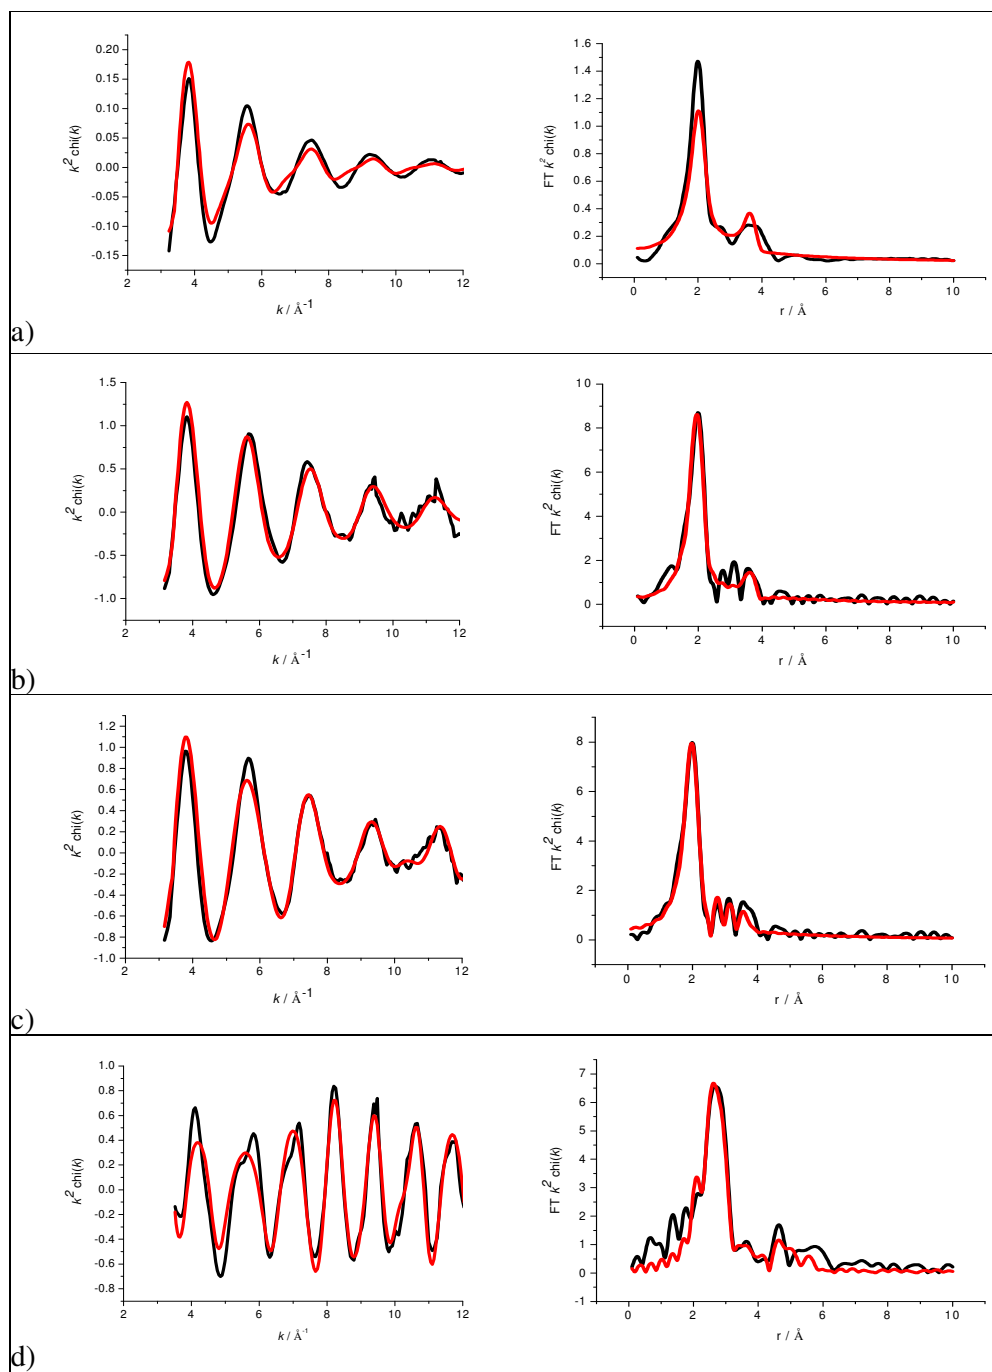 0.20
0.15
0.10
0.05
0.00
-0.05
-0.10
-0.15
k² chi(k)
2 4 6 8 10 12
k / Å⁻¹
1.6
1.4
1.2
1.0
0.8
0.6
0.4
0.2
0.0
FT k² chi(k)
0 2 4 6 8 10
r / Å
a)
1.5
1.0
0.5
0.0
-0.5
-1.0
k² chi(k)
2 4 6 8 10 12
k / Å⁻¹
10
8
6
4
2
0
FT k² chi(k)
0 2 4 6 8 10
r / Å
b)
1.2
1.0
0.8
0.6
0.4
0.2
0.0
-0.2
-0.4
-0.6
-0.8
-1.0
k² chi(k)
2 4 6 8 10 12
k / Å⁻¹
8
6
4
2
0
FT k² chi(k)
0 2 4 6 8 10
r / Å
c)
1.0
0.8
0.6
0.4
0.2
0.0
-0.2
-0.4
-0.6
-0.8
k² chi(k)
2 4 6 8 10 12
k / Å⁻¹
7
6
5
4
3
2
1
0
-1
FT k² chi(k)
0 2 4 6 8 10
r / Å
d)